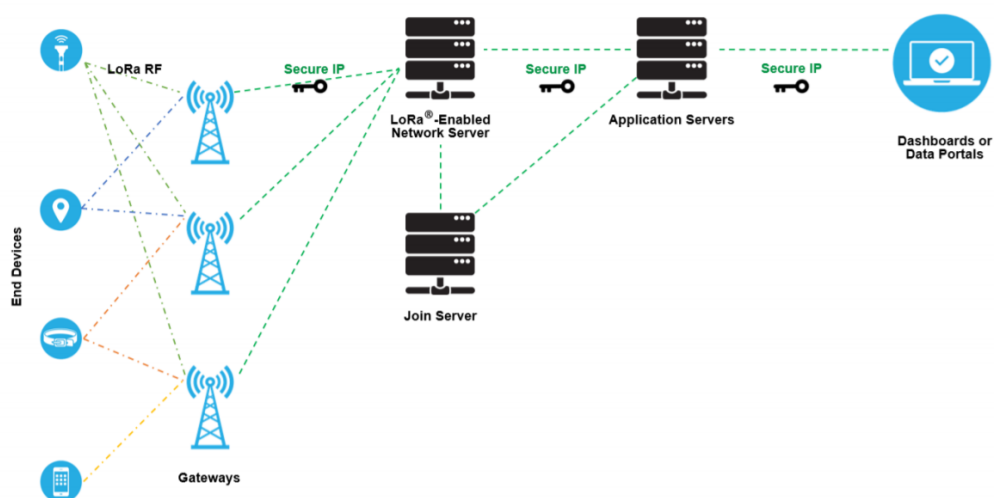 LoRa RF
Secure IP
Secure IP
Secure IP
LoRa®-Enabled
Network Server
Application Servers
Dashboards or
Data Portals
End Devices
Join Server
Gateways